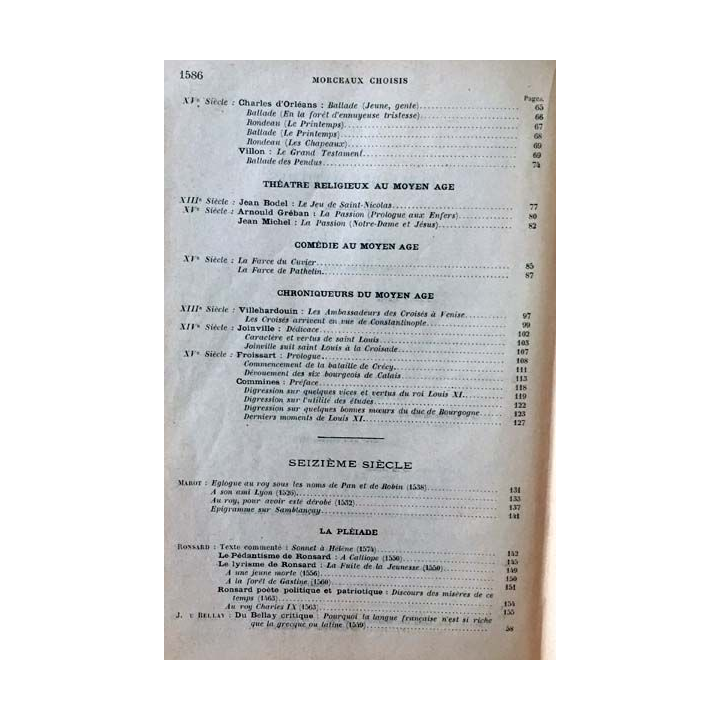 1586
MORCEAUX CHOISIS
Pages.
XVe Siècle : Charles d'Orléans : Ballade (Jeune, gente) 65
Ballade (En la forêt d'ennuyeuse tristesse) 66
Rondeau (Le Printemps) 67
Ballade (Le Printemps) 68
Rondeau (Les Chapeaux) 69
Villon : Le Grand Testament 69
Ballade des Pendus 74
THÉATRE RELIGIEUX AU MOYEN AGE
XIIIe Siècle : Jean Bodel : Le Jeu de Saint-Nicolas 77
XVe Siècle : Arnould Gréban : La Passion (Prologue aux Enfers) 80
Jean Michel : La Passion (Notre-Dame et Jésus) 82
COMÉDIE AU MOYEN AGE
XVe Siècle : La Farce du Cuvier 85
La Farce de Pathelin 87
CHRONIQUEURS DU MOYEN AGE
XIIIe Siècle : Villehardouin : Les Ambassadeurs des Croisés à Venise 97
Les Croisés arrivent en vue de Constantinople 99
XIVe Siècle : Joinville : Dédicace 102
Caractère et vertus de saint Louis 103
Joinville suit saint Louis à la Croisade 107
XVe Siècle : Froissart : Prologue 108
Commencement de la bataille de Crécy 111
Dévouement des six bourgeois de Calais 113
Commines : Préface 118
Digression sur quelques vices et vertus du roi Louis XI 119
Digression sur l'utilité des études 122
Digression sur quelques bonnes mœurs du duc de Bourgogne 123
Derniers moments de Louis XI 127
SEIZIÈME SIÈCLE
MAROT : Eglogue au roy sous les noms de Pan et de Robin (1538) 131
A son ami Lyon (1526) 133
Au roy, pour avoir esté dérobé (1532) 137
Epigramme sur Samblançay 141
LA PLÉIADE
RONSARD : Texte commenté : Sonnet à Hélène (1574) 142
Le Pédantisme de Ronsard : A Calliope (1550) 145
Le lyrisme de Ronsard : La Fuite de la Jeunesse (1550) 149
A une jeune morte (1556) 150
A la forêt de Gastine (1560) 151
Ronsard poète politique et patriotique : Discours des misères de ce
temps (1563) 154
Au roy Charles IX (1563) 155
J. U BELLAY : Du Bellay critique : Pourquoi la langue française n'est si riche
que la grecque ou latine (1539) 58